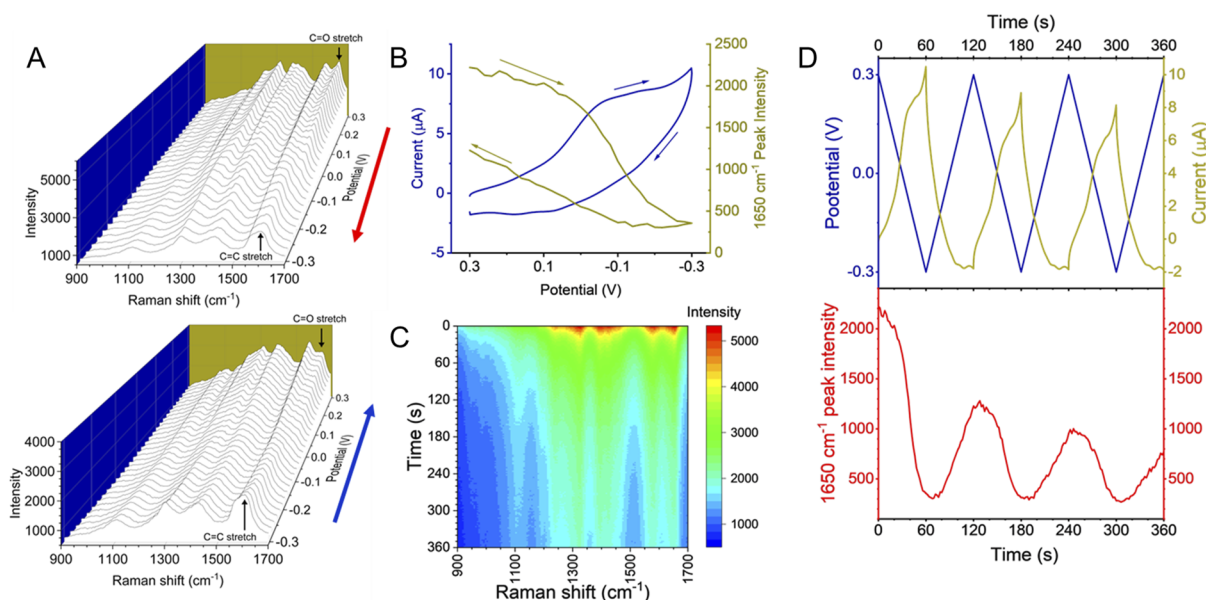 A
C=O stretch
5000
3000
1000
Intensity
0.3
0.2
0.1
0.0
-0.1
-0.2
-0.3
Potential (V)
C=C stretch
900 1100 1300 1500 1700
Raman shift (cm-1)
C=O stretch
4000
3000
2000
1000
Intensity
0.3
0.2
0.1
0.0
-0.1
-0.2
-0.3
Potential (V)
C=C stretch
900 1100 1300 1500 1700
Raman shift (cm-1)
B
10
5
0
-5
Current (μA)
2500
2000
1500
1000
500
0
1650 cm-1 Peak Intensity
0.3 0.1 -0.1 -0.3
Potential (V)
C
Intensity
0
60
120
180
240
300
360
Time (s)
5000
4000
3000
2000
1000
900 1100 1300 1500 1700
Raman shift (cm-1)
D
Time (s)
0 60 120 180 240 300 360
0.3
0.0
-0.3
Pootential (V)
10
8
6
4
2
0
-2
Current (μA)
2000
1500
1000
500
1650 cm-1 peak intensity
2000
1500
1000
500
0 60 120 180 240 300 360
Time (s)